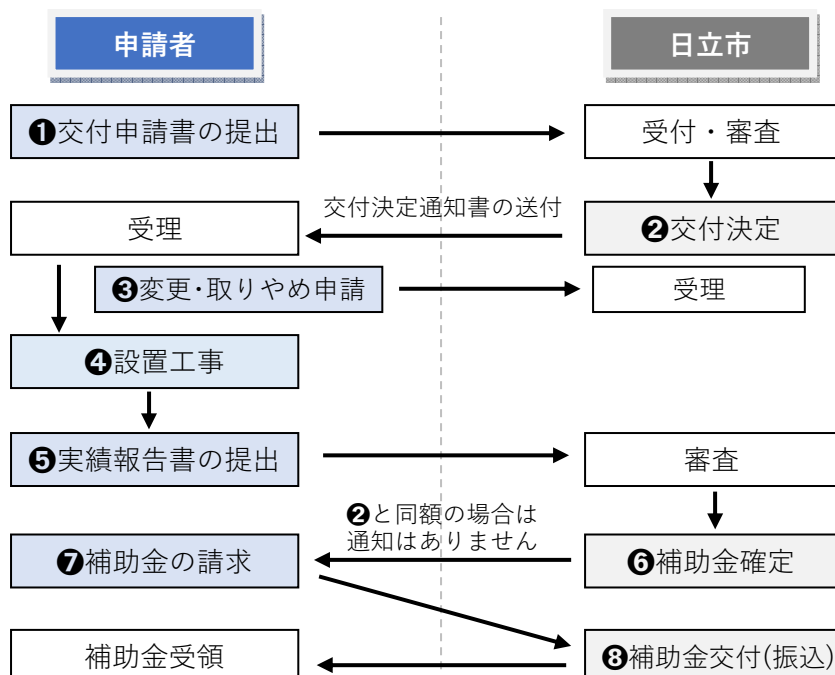 申請者
日立市
❶交付申請書の提出
受付・審査
交付決定通知書の送付
受理
❷交付決定
❸変更・取りやめ申請
受理
❹設置工事
❺実績報告書の提出
審査
❷と同額の場合は
通知はありません
❼補助金の請求
❻補助金確定
補助金受領
❽補助金交付(振込)